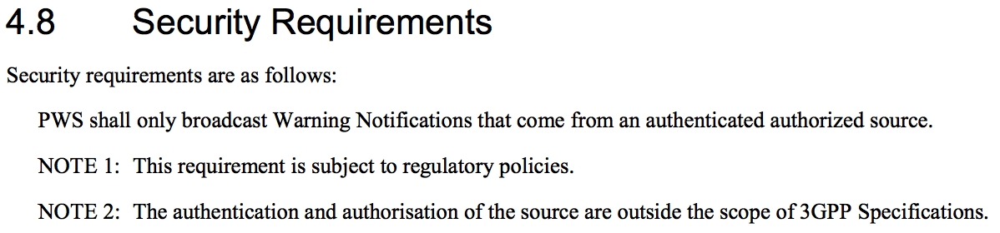 4.8 Security Requirements
Security requirements are as follows:
PWS shall only broadcast Warning Notifications that come from an authenticated authorized source.
NOTE 1: This requirement is subject to regulatory policies.
NOTE 2: The authentication and authorisation of the source are outside the scope of 3GPP Specifications.